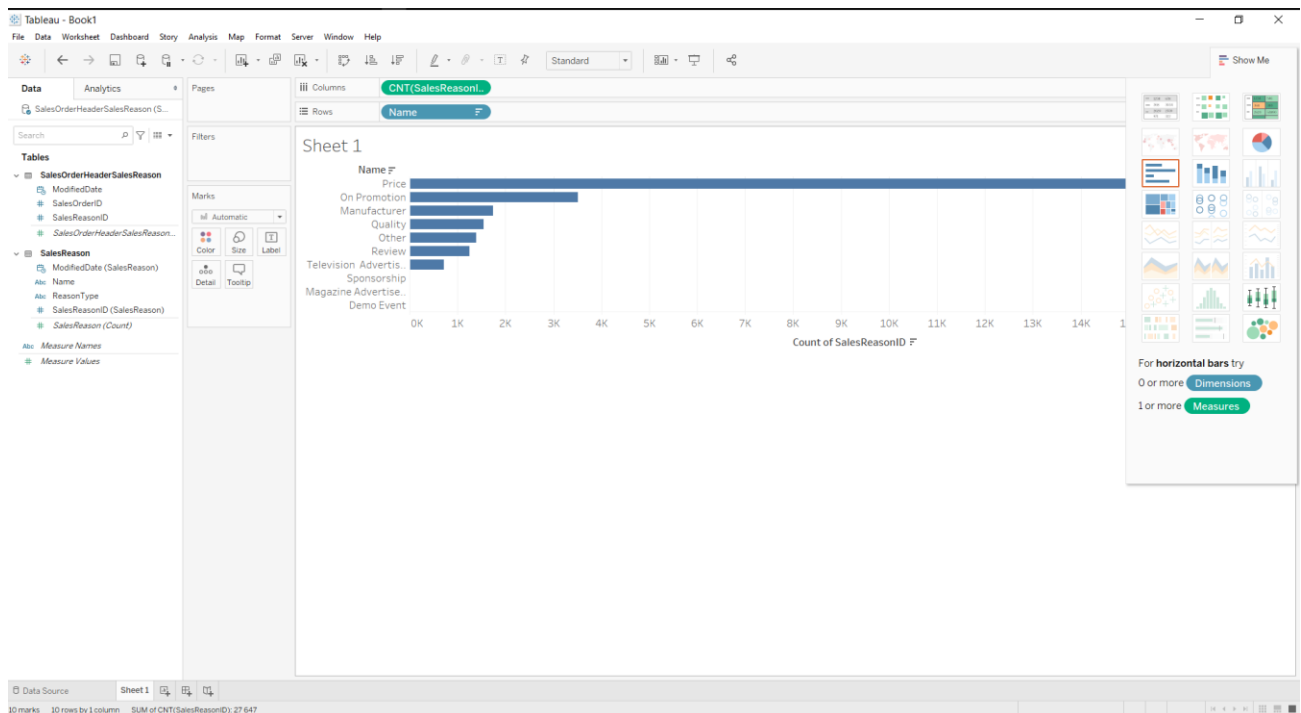 Tableau - Book1
File Data Worksheet Dashboard Story Analysis Map Format Server Window Help
Standard
Show Me
Data Analytics
SalesOrderHeaderSalesReason (S...
Search
Tables
SalesOrderHeaderSalesReason
ModifiedDate
# SalesOrderID
# SalesReasonID
# SalesOrderHeaderSalesReason...
SalesReason
ModifiedDate (SalesReason)
Abc Name
Abc ReasonType
# SalesReasonID (SalesReason)
# SalesReason (Count)
Abc Measure Names
# Measure Values
Pages
Filters
Marks
Automatic
Color Size Label
Detail Tooltip
Columns CNT(SalesReasonI..
Rows Name
Sheet 1
Name
Price
On Promotion
Manufacturer
Quality
Other
Review
Television Advertis..
Sponsorship
Magazine Advertise..
Demo Event
0K 1K 2K 3K 4K 5K 6K 7K 8K 9K 10K 11K 12K 13K 14K 1
Count of SalesReasonID
For horizontal bars try
0 or more Dimensions
1 or more Measures
Data Source Sheet 1
10 marks 10 rows by 1 column SUM of CNT(SalesReasonID): 27 647